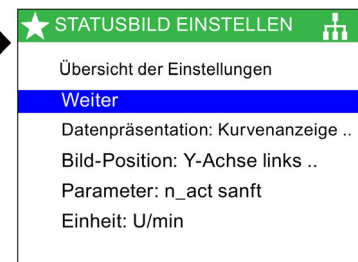 STATUSBILD EINSTELLEN
Übersicht der Einstellungen
Weiter
Datenpräsentation: Kurvenanzeige ..
Bild-Position: Y-Achse links ..
Parameter: n_act sanft
Einheit: U/min